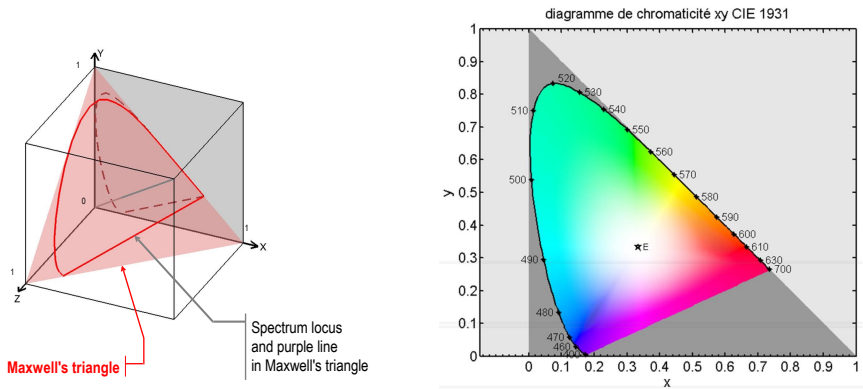 Y
1
0
1
X
1
Z
Maxwell's triangle
Spectrum locus
and purple line
in Maxwell's triangle
diagramme de chromaticité xy CIE 1931
1
0.9
0.8
0.7
0.6
0.5
0.4
0.3
0.2
0.1
0
y
520
530
540
510
550
560
570
500
580
590
600
610
630
700
E
490
480
470
460
400
0 0.1 0.2 0.3 0.4 0.5 0.6 0.7 0.8 0.9 1
x